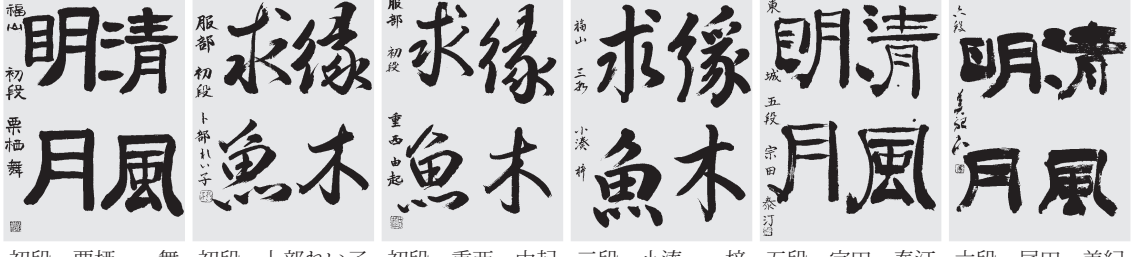 清風
明月
福山 初段 栗栖 舞
縁木
求魚
服部 初段 卜部れい子
縁木
求魚
服部 初段 重西由起
緣木
求魚
福山 三段 小湊 梓
清風
明月
東城 五段 宗田 泰汀
清風
明月
六段
初段 栗栖 舞
初段 卜部れい子
初段 重西 由起
三段 小湊 梓
五段 宗田 泰汀
六段 尾田 美紀